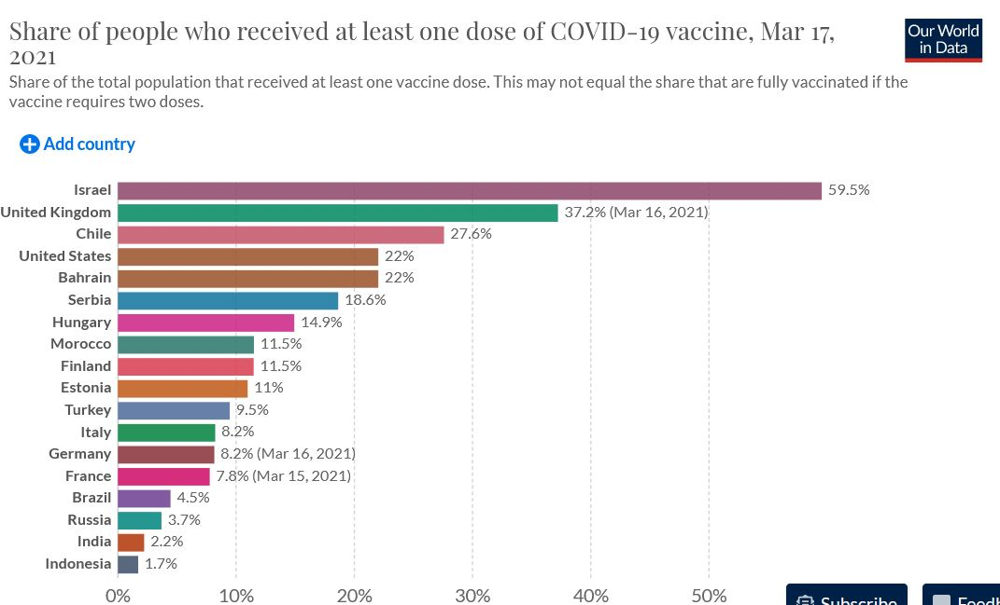 Share of people who received at least one dose of COVID-19 vaccine, Mar 17,
2021
Our World
in Data
Share of the total population that received at least one vaccine dose. This may not equal the share that are fully vaccinated if the
vaccine requires two doses.
Add country
Israel 59.5%
United Kingdom 37.2% (Mar 16, 2021)
Chile 27.6%
United States 22%
Bahrain 22%
Serbia 18.6%
Hungary 14.9%
Morocco 11.5%
Finland 11.5%
Estonia 11%
Turkey 9.5%
Italy 8.2%
Germany 8.2% (Mar 16, 2021)
France 7.8% (Mar 15, 2021)
Brazil 4.5%
Russia 3.7%
India 2.2%
Indonesia 1.7%
0% 10% 20% 30% 40% 50%
Subscribe